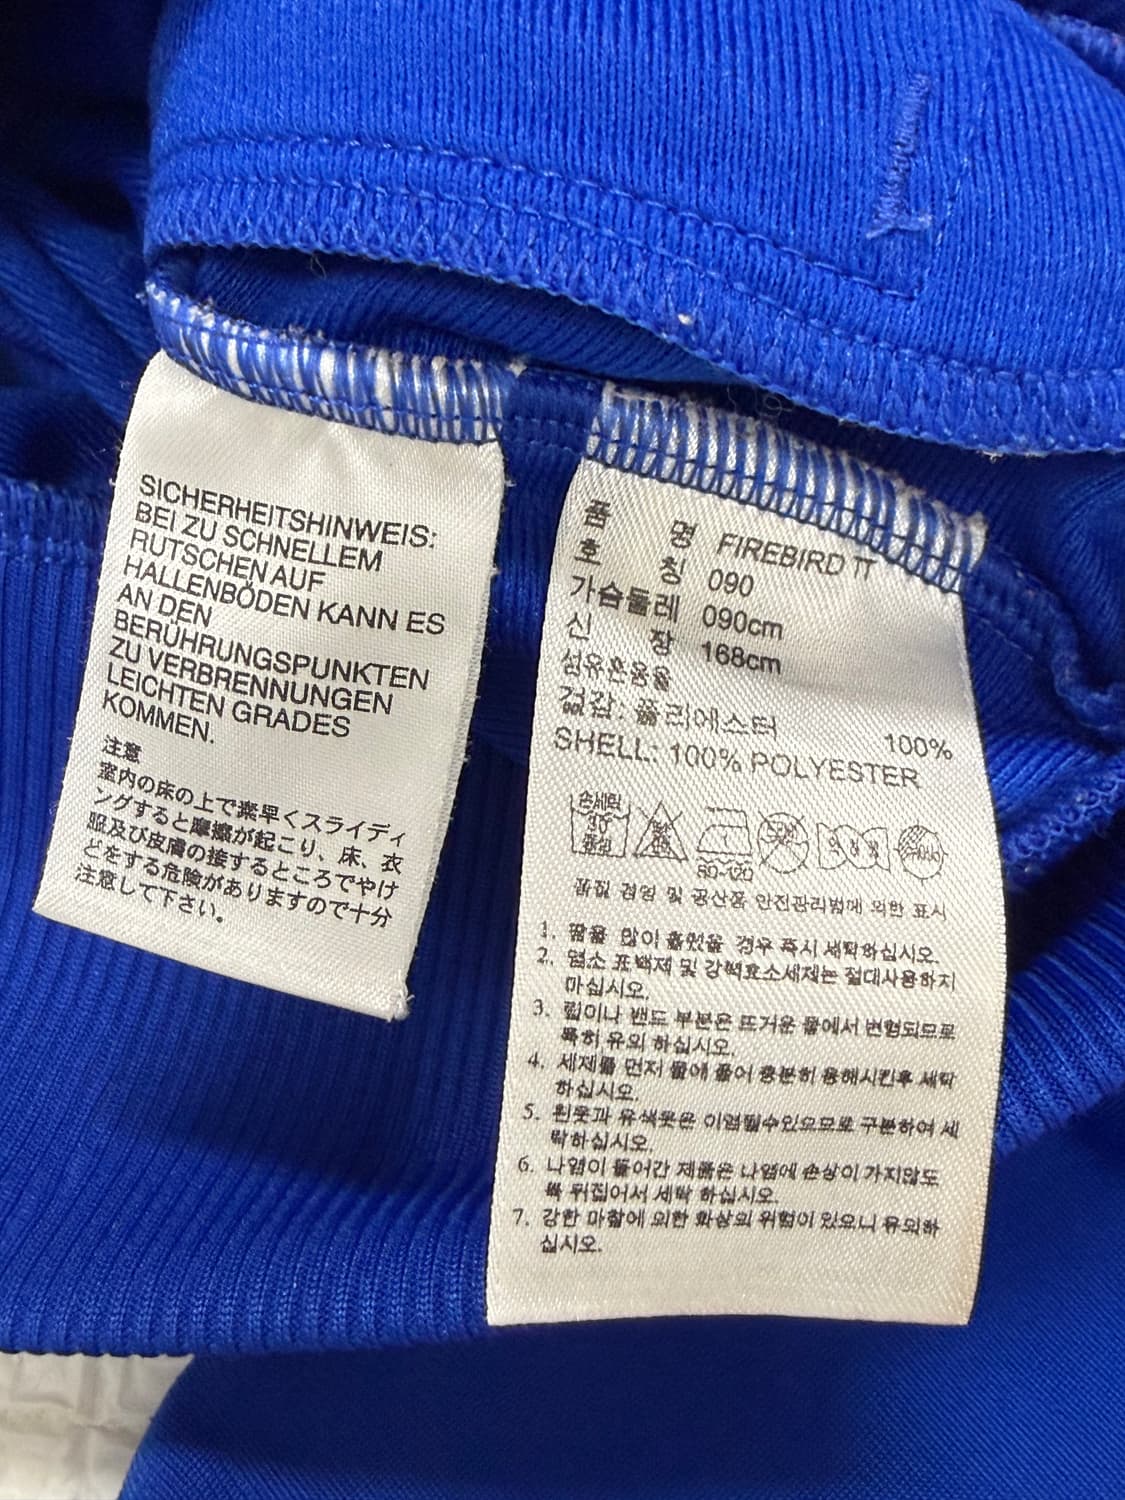 SICHERHEITSHINWEIS:
BEI ZU SCHNELLEM
RUTSCHEN AUF
HALLENBÖDEN KANN ES
AN DEN
BERÜHRUNGSPUNKTEN
ZU VERBRENNUNGEN
LEICHTEN GRADES
KOMMEN.
注意
室内の床の上で素早くスライディ
ングすると摩擦が起こり、床、衣
服及び皮膚の接するところでやけ
どをする危険がありますので十分
注意して下さい。
품 명 FIREBIRD TT
호 칭 090
가슴둘레 090cm
신 장 168cm
섬유혼용율
겉감: 폴리에스터 100%
SHELL: 100% POLYESTER
손세탁
30
중성
80-120
품질 경영 및 공산품 안전관리법에 의한 표시
1. 땀을 많이 흘렸을 경우 즉시 세탁하십시오.
2. 염소 표백제 및 강력효소세제는 절대사용하지
마십시오.
3. 립이나 밴드 부분은 뜨거운 물에서 변형되므로
특히 유의 하십시오.
4. 세제를 먼저 물에 풀어 충분히 용해시킨후 세탁
하십시오.
5. 흰옷과 유색옷은 이염될수있으므로 구분하여 세
탁하십시오.
6. 나염이 들어간 제품은 나염에 손상이 가지않도
록 뒤집어서 세탁 하십시오.
7. 강한 마찰에 의한 화상의 위험이 있으니 유의하
십시오.